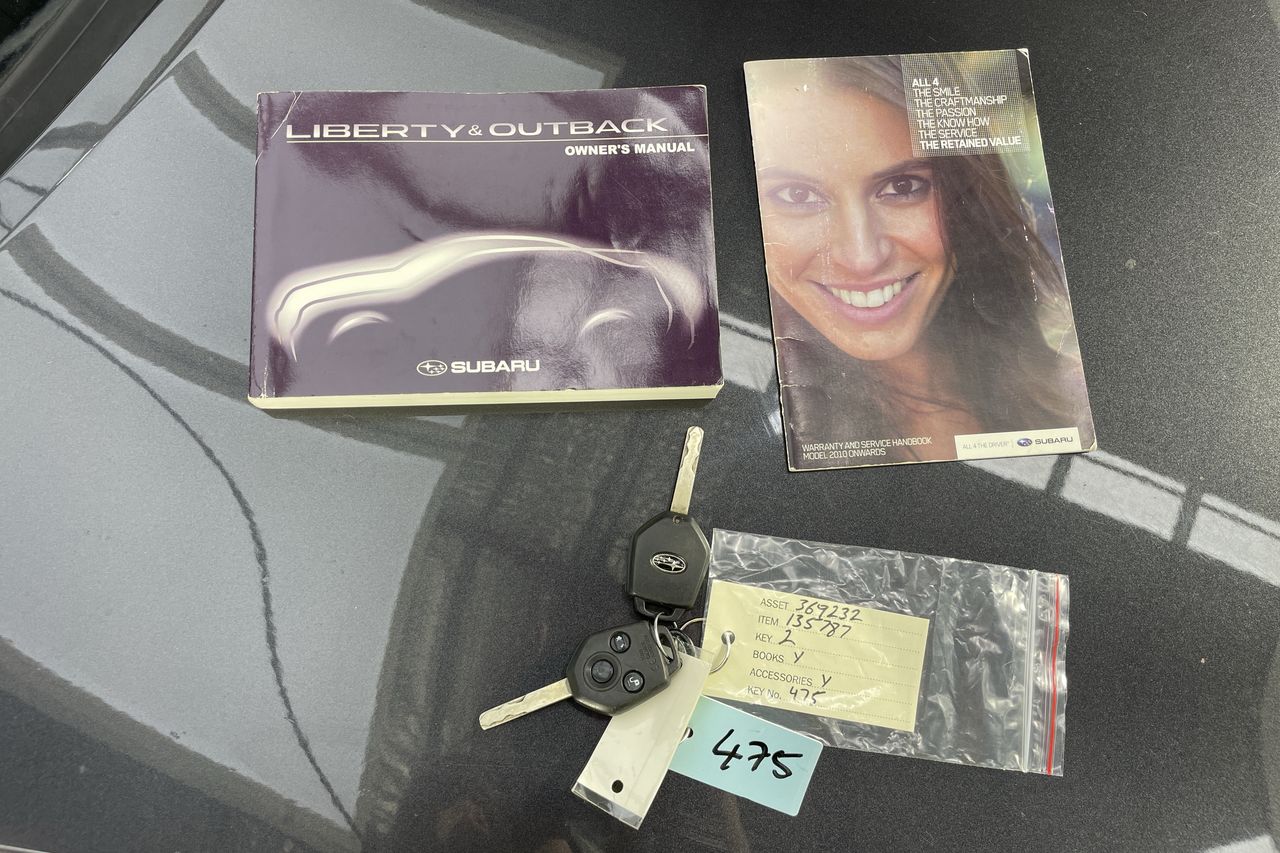 LIBERTY & OUTBACK
OWNER'S MANUAL
SUBARU
ALL 4
THE SMILE
THE CRAFTMANSHIP
THE PASSION
THE KNOW HOW
THE SERVICE
THE RETAINED VALUE
WARRANTY AND SERVICE HANDBOOK
MODEL 2010 ONWARDS
ALL 4 THE DRIVER
SUBARU
ASSET 369232
ITEM 135787
KEY 2
BOOKS Y
ACCESSORIES Y
KEY No. 475
475